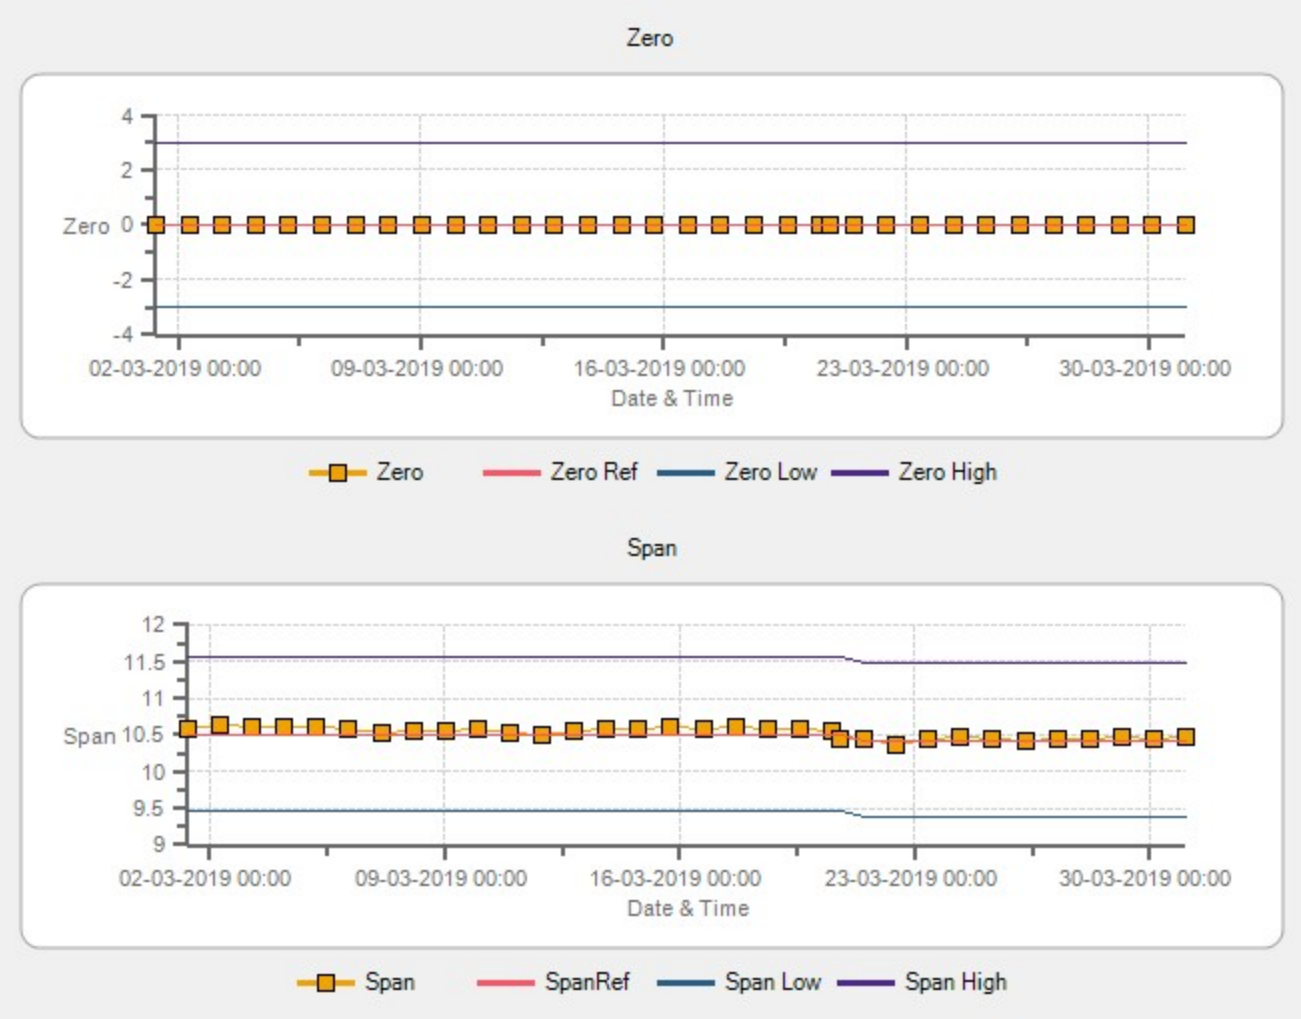 Zero
4
2
Zero 0
-2
-4
02-03-2019 00:00 09-03-2019 00:00 16-03-2019 00:00 23-03-2019 00:00 30-03-2019 00:00
Date & Time
Zero Zero Ref Zero Low Zero High
Span
12
11.5
11
Span 10.5
10
9.5
9
02-03-2019 00:00 09-03-2019 00:00 16-03-2019 00:00 23-03-2019 00:00 30-03-2019 00:00
Date & Time
Span SpanRef Span Low Span High